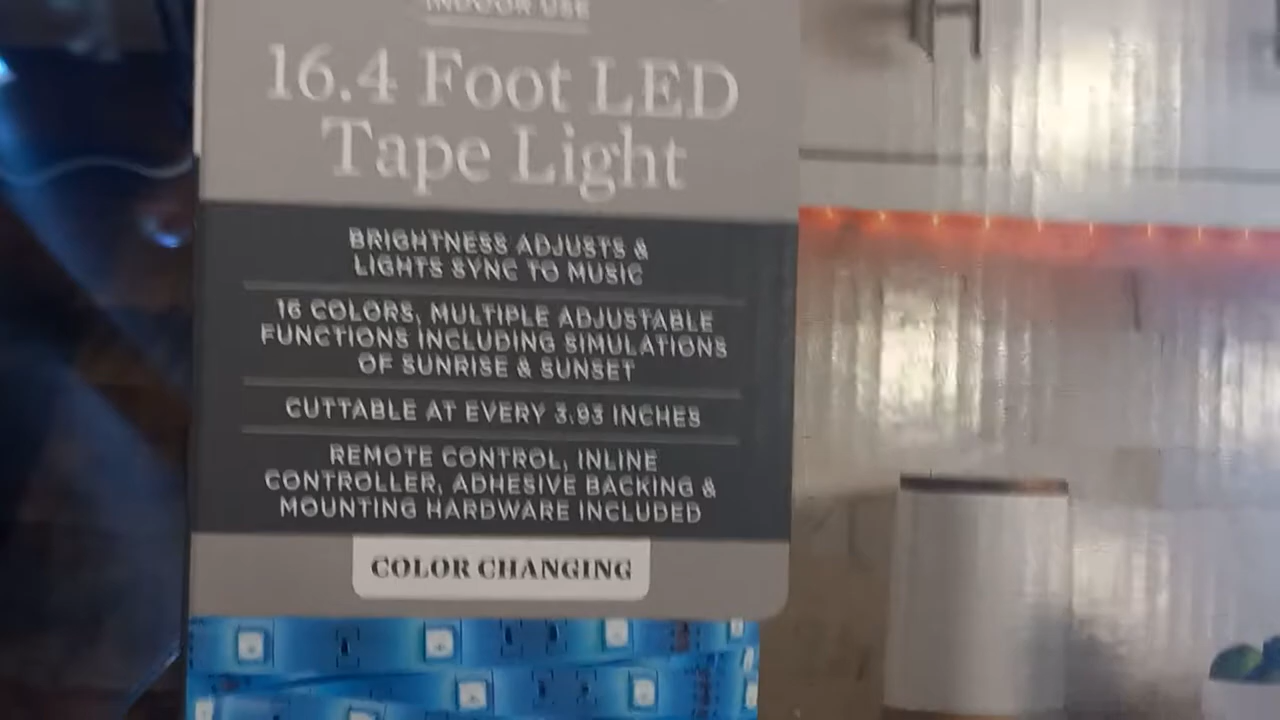 INDOOR USE
16.4 Foot LED
Tape Light
BRIGHTNESS ADJUSTS &
LIGHTS SYNC TO MUSIC
16 COLORS, MULTIPLE ADJUSTABLE
FUNCTIONS INCLUDING SIMULATIONS
OF SUNRISE & SUNSET
CUTTABLE AT EVERY 3.93 INCHES
REMOTE CONTROL, INLINE
CONTROLLER, ADHESIVE BACKING &
MOUNTING HARDWARE INCLUDED
COLOR CHANGING